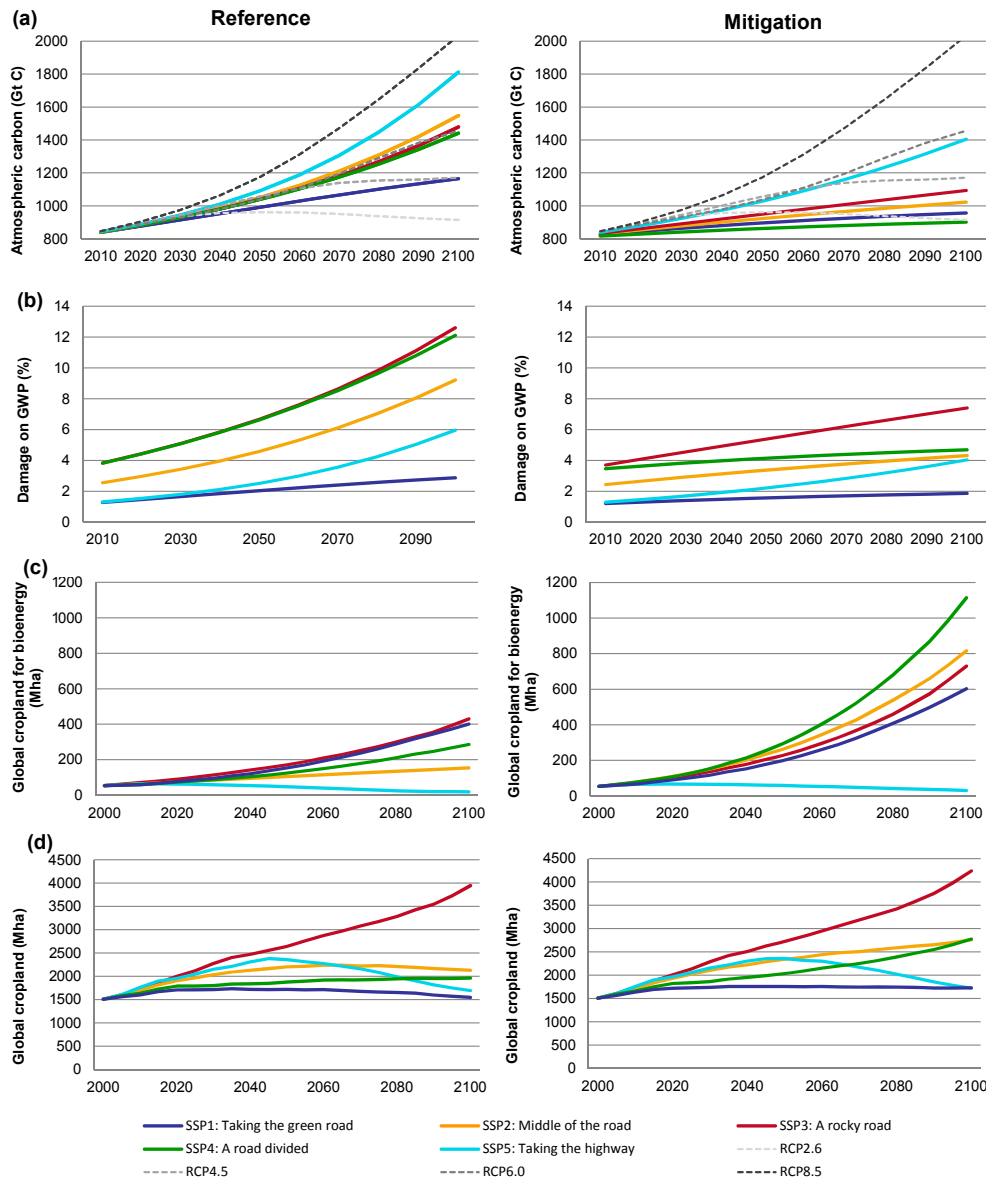 (a)
Reference
Mitigation
Atmospheric carbon (Gt C)
2000
1800
1600
1400
1200
1000
800
2010 2020 2030 2040 2050 2060 2070 2080 2090 2100
Atmospheric carbon (Gt C)
2000
1800
1600
1400
1200
1000
800
2010 2020 2030 2040 2050 2060 2070 2080 2090 2100
(b)
Damage on GWP (%)
14
12
10
8
6
4
2
0
2010 2030 2050 2070 2090
Damage on GWP (%)
14
12
10
8
6
4
2
0
2010 2020 2030 2040 2050 2060 2070 2080 2090 2100
(c)
Global cropland for bioenergy
(Mha)
1200
1000
800
600
400
200
0
2000 2020 2040 2060 2080 2100
Global cropland for bioenergy
(Mha)
1200
1000
800
600
400
200
0
2000 2020 2040 2060 2080 2100
(d)
Global cropland (Mha)
4500
4000
3500
3000
2500
2000
1500
1000
500
0
2000 2020 2040 2060 2080 2100
Global cropland (Mha)
4500
4000
3500
3000
2500
2000
1500
1000
500
0
2000 2020 2040 2060 2080 2100
SSP1: Taking the green road SSP2: Middle of the road SSP3: A rocky road
SSP4: A road divided SSP5: Taking the highway RCP2.6
RCP4.5 RCP6.0 RCP8.5